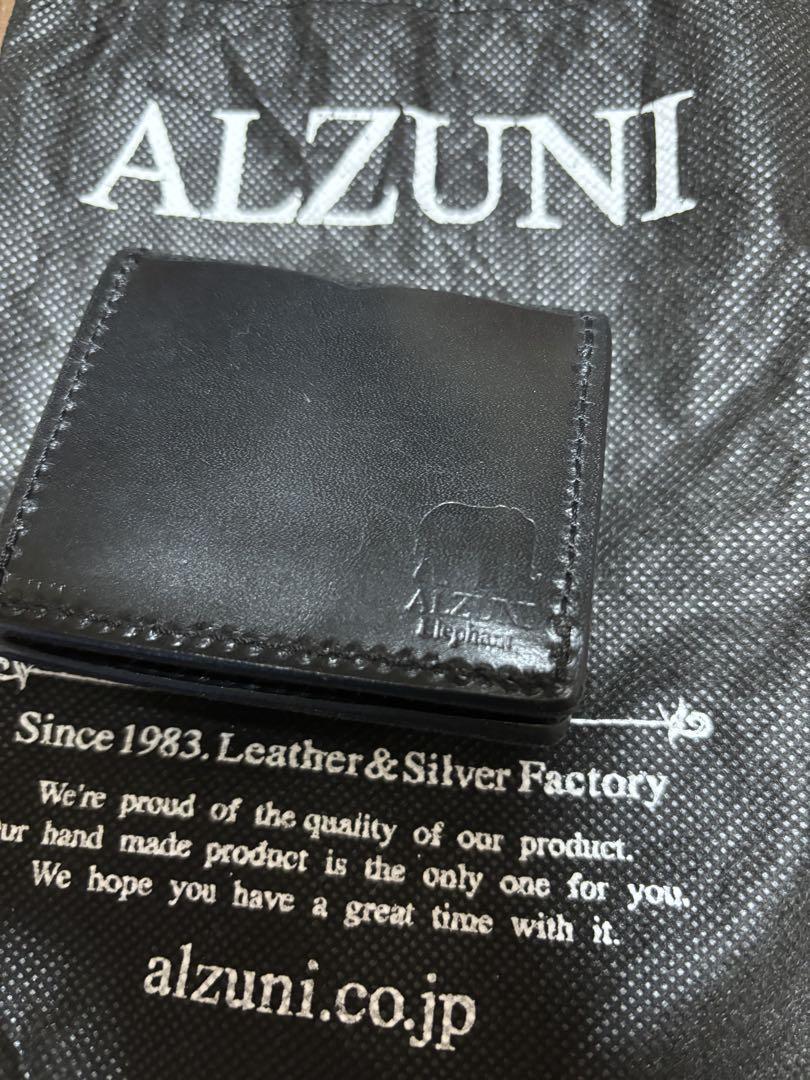 ALZUNI
ALZUNI
Elephant
Since 1983. Leather & Silver Factory
We're proud of the quality of our product.
ur hand made product is the only one for you.
We hope you have a great time with it.
alzuni.co.jp